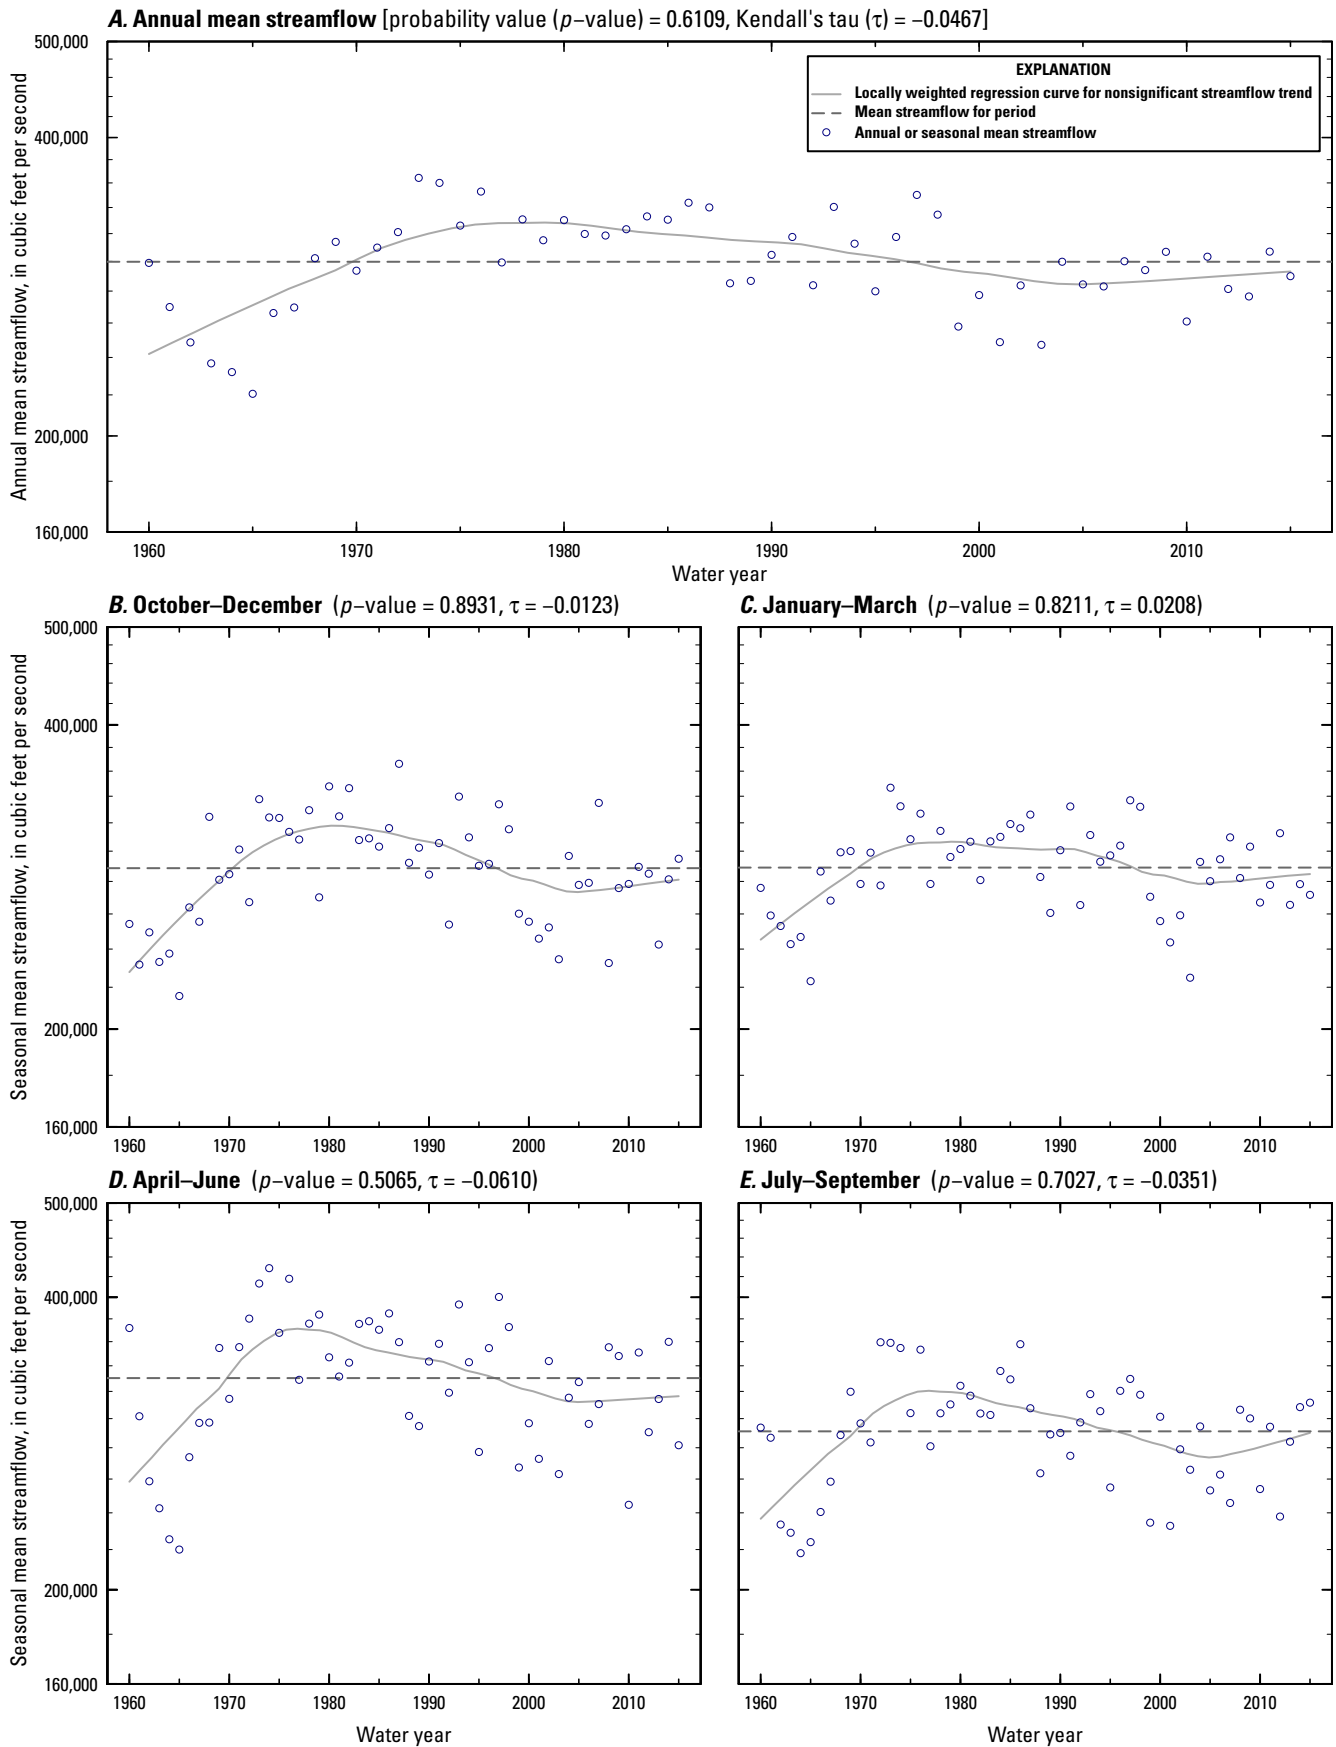 A. Annual mean streamflow [probability value (p−value) = 0.6109, Kendall's tau (τ) = −0.0467]
500,000
400,000
200,000
160,000
Annual mean streamflow, in cubic feet per second
EXPLANATION
Locally weighted regression curve for nonsignificant streamflow trend
Mean streamflow for period
Annual or seasonal mean streamflow
1960 1970 1980 1990 2000 2010
Water year
B. October–December (p−value = 0.8931, τ = −0.0123)
500,000
400,000
200,000
160,000
Seasonal mean streamflow, in cubic feet per second
1960 1970 1980 1990 2000 2010
C. January–March (p−value = 0.8211, τ = 0.0208)
1960 1970 1980 1990 2000 2010
D. April–June (p−value = 0.5065, τ = −0.0610)
500,000
400,000
200,000
160,000
Seasonal mean streamflow, in cubic feet per second
1960 1970 1980 1990 2000 2010
Water year
E. July–September (p−value = 0.7027, τ = −0.0351)
1960 1970 1980 1990 2000 2010
Water year